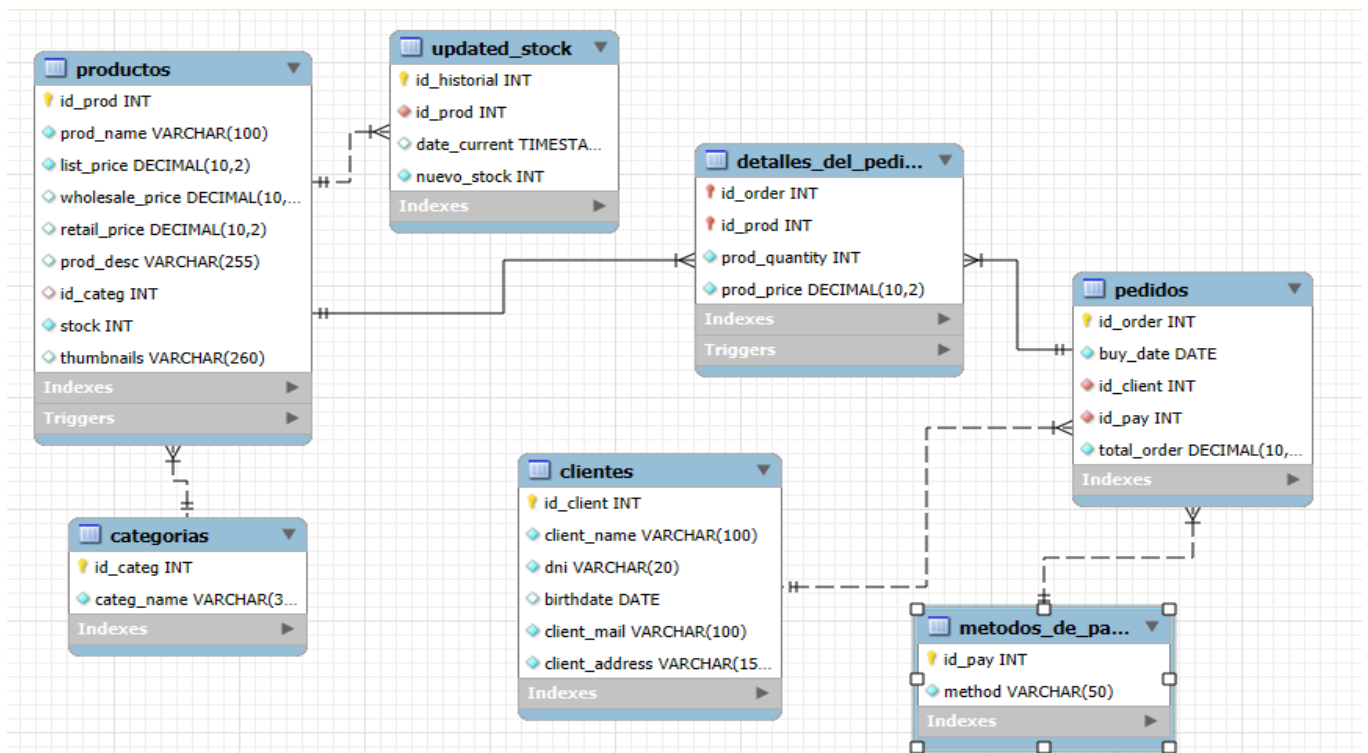 productos
id_prod INT
prod_name VARCHAR(100)
list_price DECIMAL(10,2)
wholesale_price DECIMAL(10,...
retail_price DECIMAL(10,2)
prod_desc VARCHAR(255)
id_categ INT
stock INT
thumbnails VARCHAR(260)
Indexes
Triggers
updated_stock
id_historial INT
id_prod INT
date_current TIMESTA...
nuevo_stock INT
Indexes
detalles_del_pedi...
id_order INT
id_prod INT
prod_quantity INT
prod_price DECIMAL(10,2)
Indexes
Triggers
pedidos
id_order INT
buy_date DATE
id_client INT
id_pay INT
total_order DECIMAL(10,...
Indexes
categorias
id_categ INT
categ_name VARCHAR(3...
Indexes
clientes
id_client INT
client_name VARCHAR(100)
dni VARCHAR(20)
birthdate DATE
client_mail VARCHAR(100)
client_address VARCHAR(15...
Indexes
metodos_de_pa...
id_pay INT
method VARCHAR(50)
Indexes